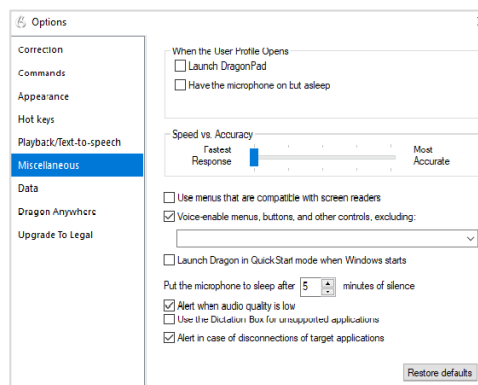 Options
Correction
Commands
Appearance
Hot keys
Playback/Text-to-speech
Miscellaneous
Data
Dragon Anywhere
Upgrade To Legal
When the User Profile Opens
Launch DragonPad
Have the microphone on but asleep
Speed vs. Accuracy
Fastest Response
Most Accurate
Use menus that are compatible with screen readers
Voice-enable menus, buttons, and other controls, excluding:
Launch Dragon in QuickStart mode when Windows starts
Put the microphone to sleep after 5 minutes of silence
Alert when audio quality is low
Use the Dictation Box for unsupported applications
Alert in case of disconnections of target applications
Restore defaults